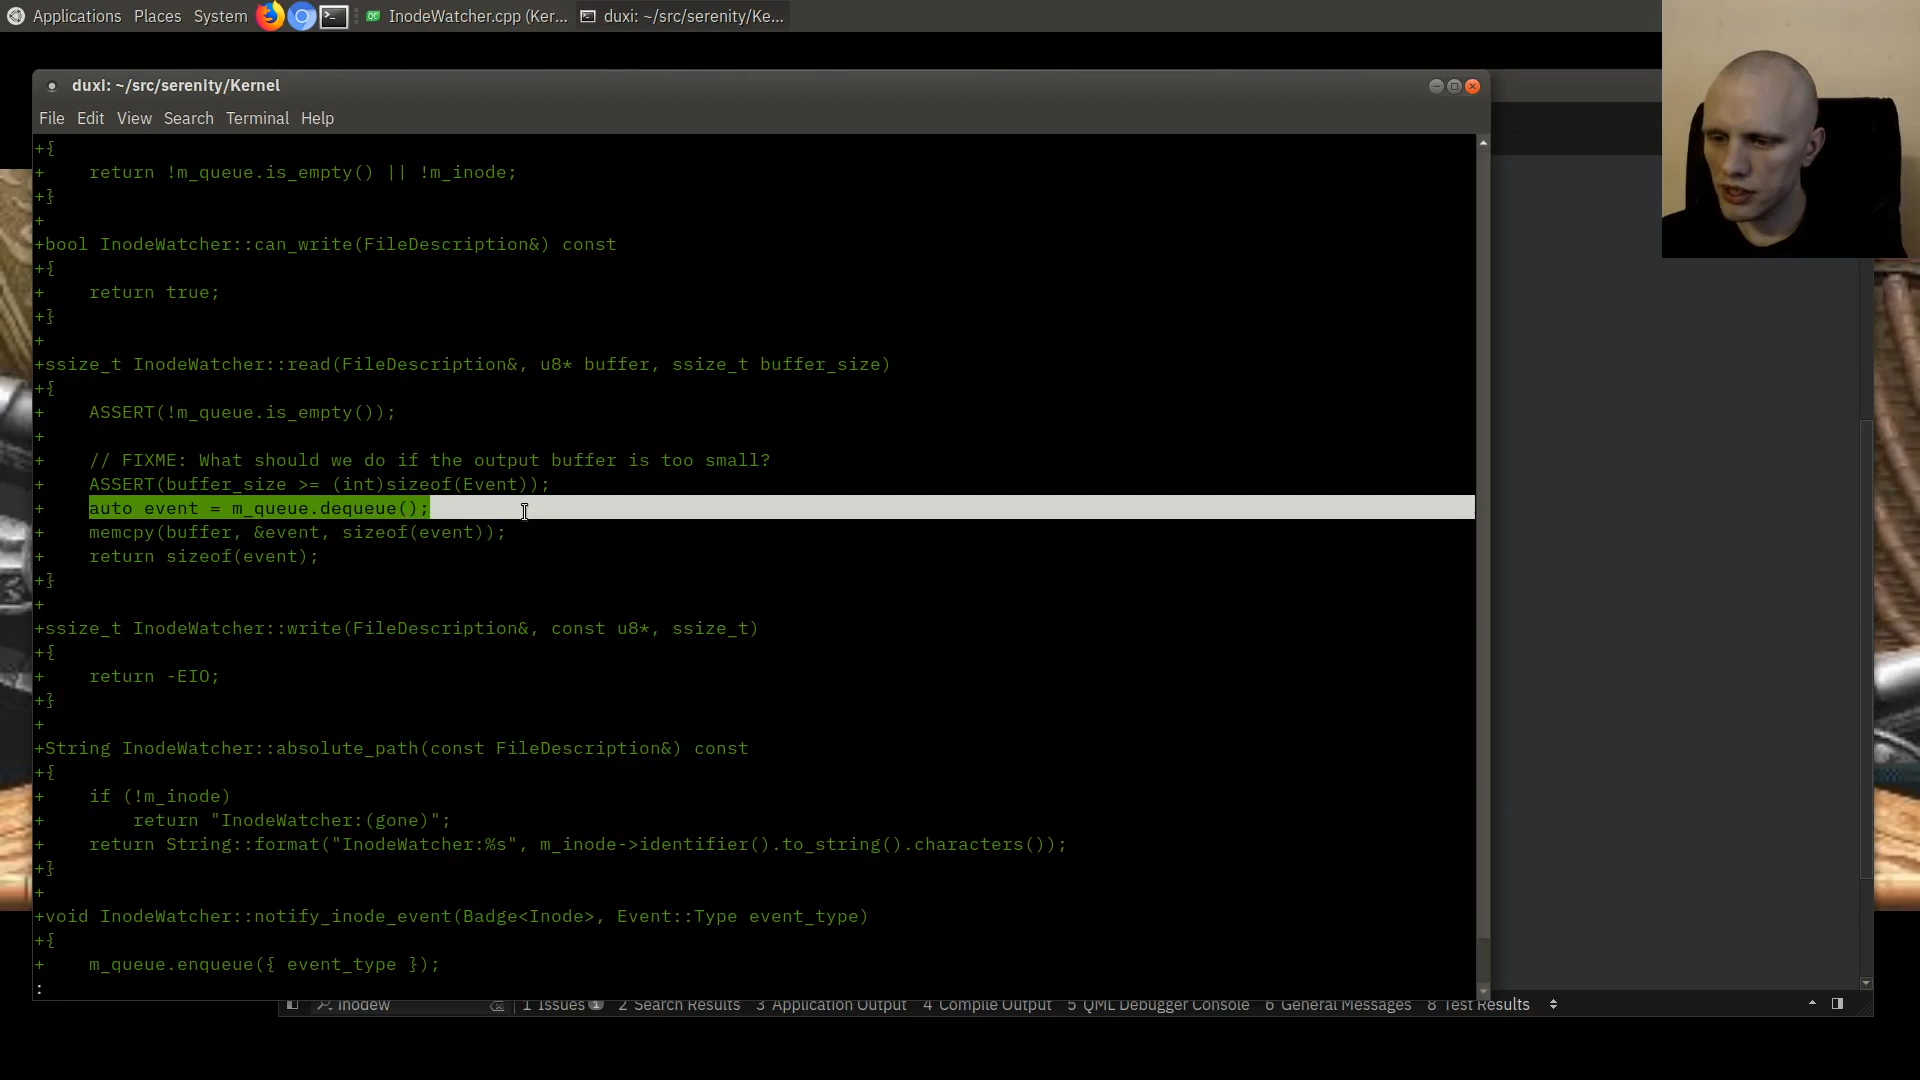 Applications Places System InodeWatcher.cpp (Ker... duxi: ~/src/serenity/Ke...
duxi: ~/src/serenity/Kernel
File Edit View Search Terminal Help
+{
+    return !m_queue.is_empty() || !m_inode;
+}
+
+bool InodeWatcher::can_write(FileDescription&) const
+{
+    return true;
+}
+
+ssize_t InodeWatcher::read(FileDescription&, u8* buffer, ssize_t buffer_size)
+{
+    ASSERT(!m_queue.is_empty());
+
+    // FIXME: What should we do if the output buffer is too small?
+    ASSERT(buffer_size >= (int)sizeof(Event));
+    auto event = m_queue.dequeue();
+    memcpy(buffer, &event, sizeof(event));
+    return sizeof(event);
+}
+
+ssize_t InodeWatcher::write(FileDescription&, const u8*, ssize_t)
+{
+    return -EIO;
+}
+
+String InodeWatcher::absolute_path(const FileDescription&) const
+{
+    if (!m_inode)
+        return "InodeWatcher:(gone)";
+    return String::format("InodeWatcher:%s", m_inode->identifier().to_string().characters());
+}
+
+void InodeWatcher::notify_inode_event(Badge<Inode>, Event::Type event_type)
+{
+    m_queue.enqueue({ event_type });
:
inodew 1 Issues 1 2 Search Results 3 Application Output 4 Compile Output 5 QML Debugger Console 6 General Messages 8 Test Results